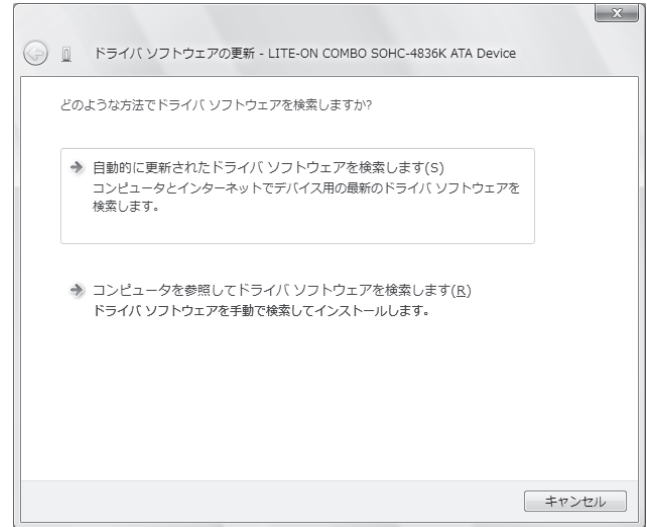 ドライバ ソフトウェアの更新 - LITE-ON COMBO SOHC-4836K ATA Device
どのような方法でドライバ ソフトウェアを検索しますか?
自動的に更新されたドライバ ソフトウェアを検索します(S)
コンピュータとインターネットでデバイス用の最新のドライバ ソフトウェアを
検索します。
コンピュータを参照してドライバ ソフトウェアを検索します(R)
ドライバ ソフトウェアを手動で検索してインストールします。
キャンセル